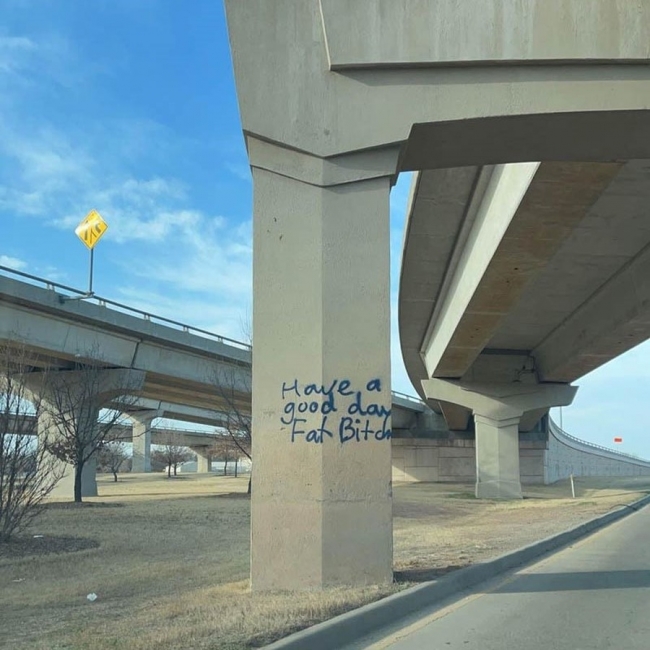 Have a
good day
Fat Bitch